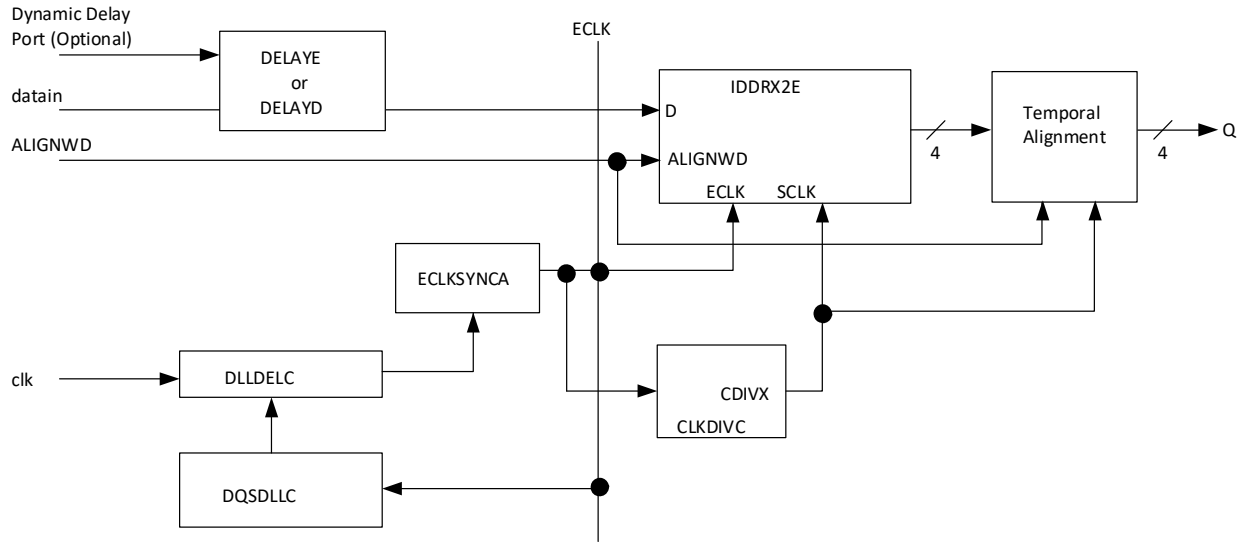 Dynamic Delay
Port (Optional)
ECLK
DELAYE
or
DELAYD
datain
ALIGNWD
IDDRX2E
D
ALIGNWD
ECLK SCLK
4
Temporal
Alignment
4
Q
ECLKSYNCA
clk
DLLDELC
CDIVX
CLKDIVC
DQSDLLC